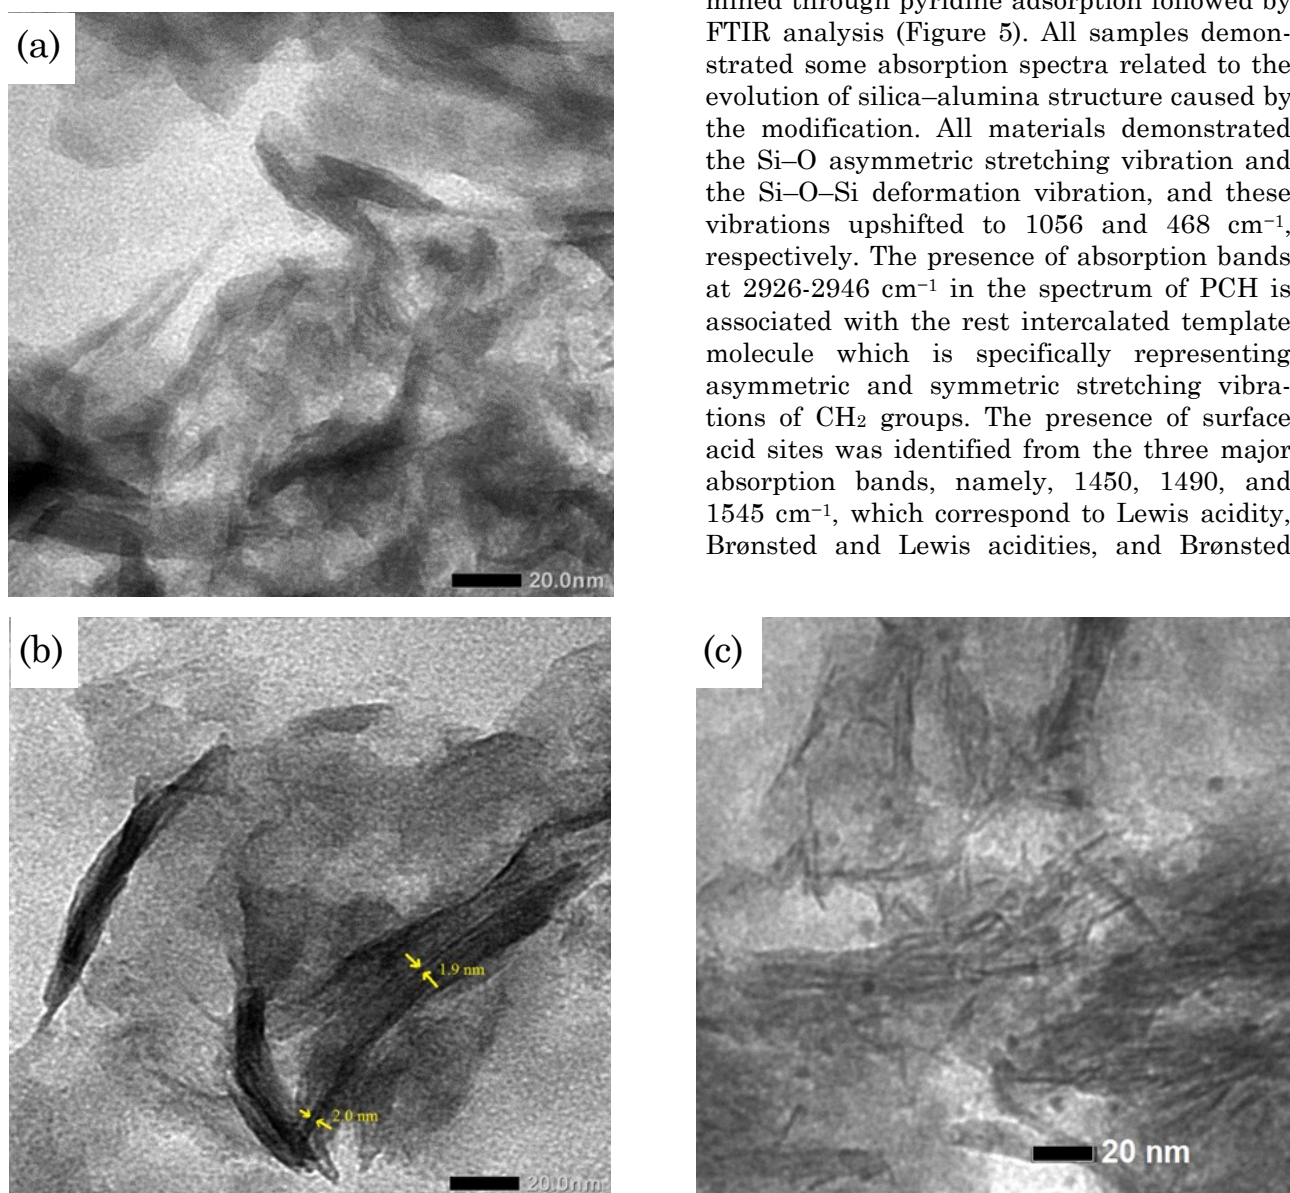 (a)
20.0nm
mined through pyridine adsorption followed by
FTIR analysis (Figure 5). All samples demon-
strated some absorption spectra related to the
evolution of silica–alumina structure caused by
the modification. All materials demonstrated
the Si–O asymmetric stretching vibration and
the Si–O–Si deformation vibration, and these
vibrations upshifted to 1056 and 468 cm⁻¹,
respectively. The presence of absorption bands
at 2926-2946 cm⁻¹ in the spectrum of PCH is
associated with the rest intercalated template
molecule which is specifically representing
asymmetric and symmetric stretching vibra-
tions of CH₂ groups. The presence of surface
acid sites was identified from the three major
absorption bands, namely, 1450, 1490, and
1545 cm⁻¹, which correspond to Lewis acidity,
Brønsted and Lewis acidities, and Brønsted
(b)
1.9 nm
2.0 nm
20.0nm
(c)
20 nm